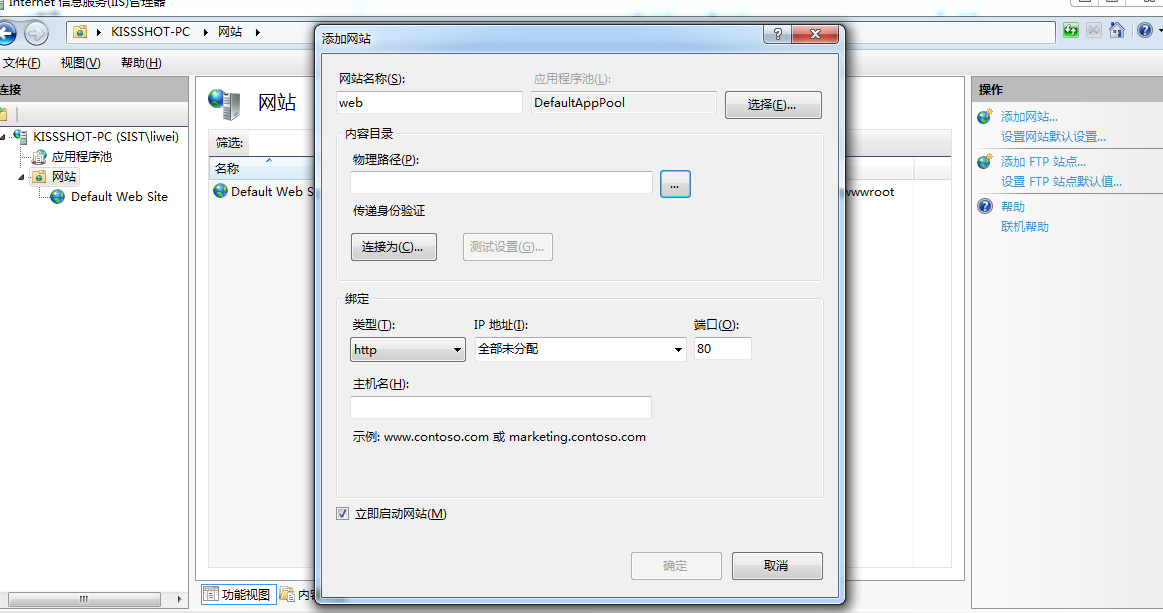 Internet 信息服务(IIS)管理器
KISSSHOT-PC 网站
文件(F) 视图(V) 帮助(H)
连接
KISSSHOT-PC (SIST\liwei)
应用程序池
网站
Default Web Site
网站
筛选:
名称
Default Web S
wwwroot
功能视图
添加网站
网站名称(S):
应用程序池(L):
web
DefaultAppPool
选择(E)...
内容目录
物理路径(P):
...
传递身份验证
连接为(C)...
测试设置(G)...
绑定
类型(T):
IP 地址(I):
端口(O):
http
全部未分配
80
主机名(H):
示例: www.contoso.com 或 marketing.contoso.com
立即启动网站(M)
确定
取消
操作
添加网站...
设置网站默认设置...
添加 FTP 站点...
设置 FTP 站点默认值...
帮助
联机帮助